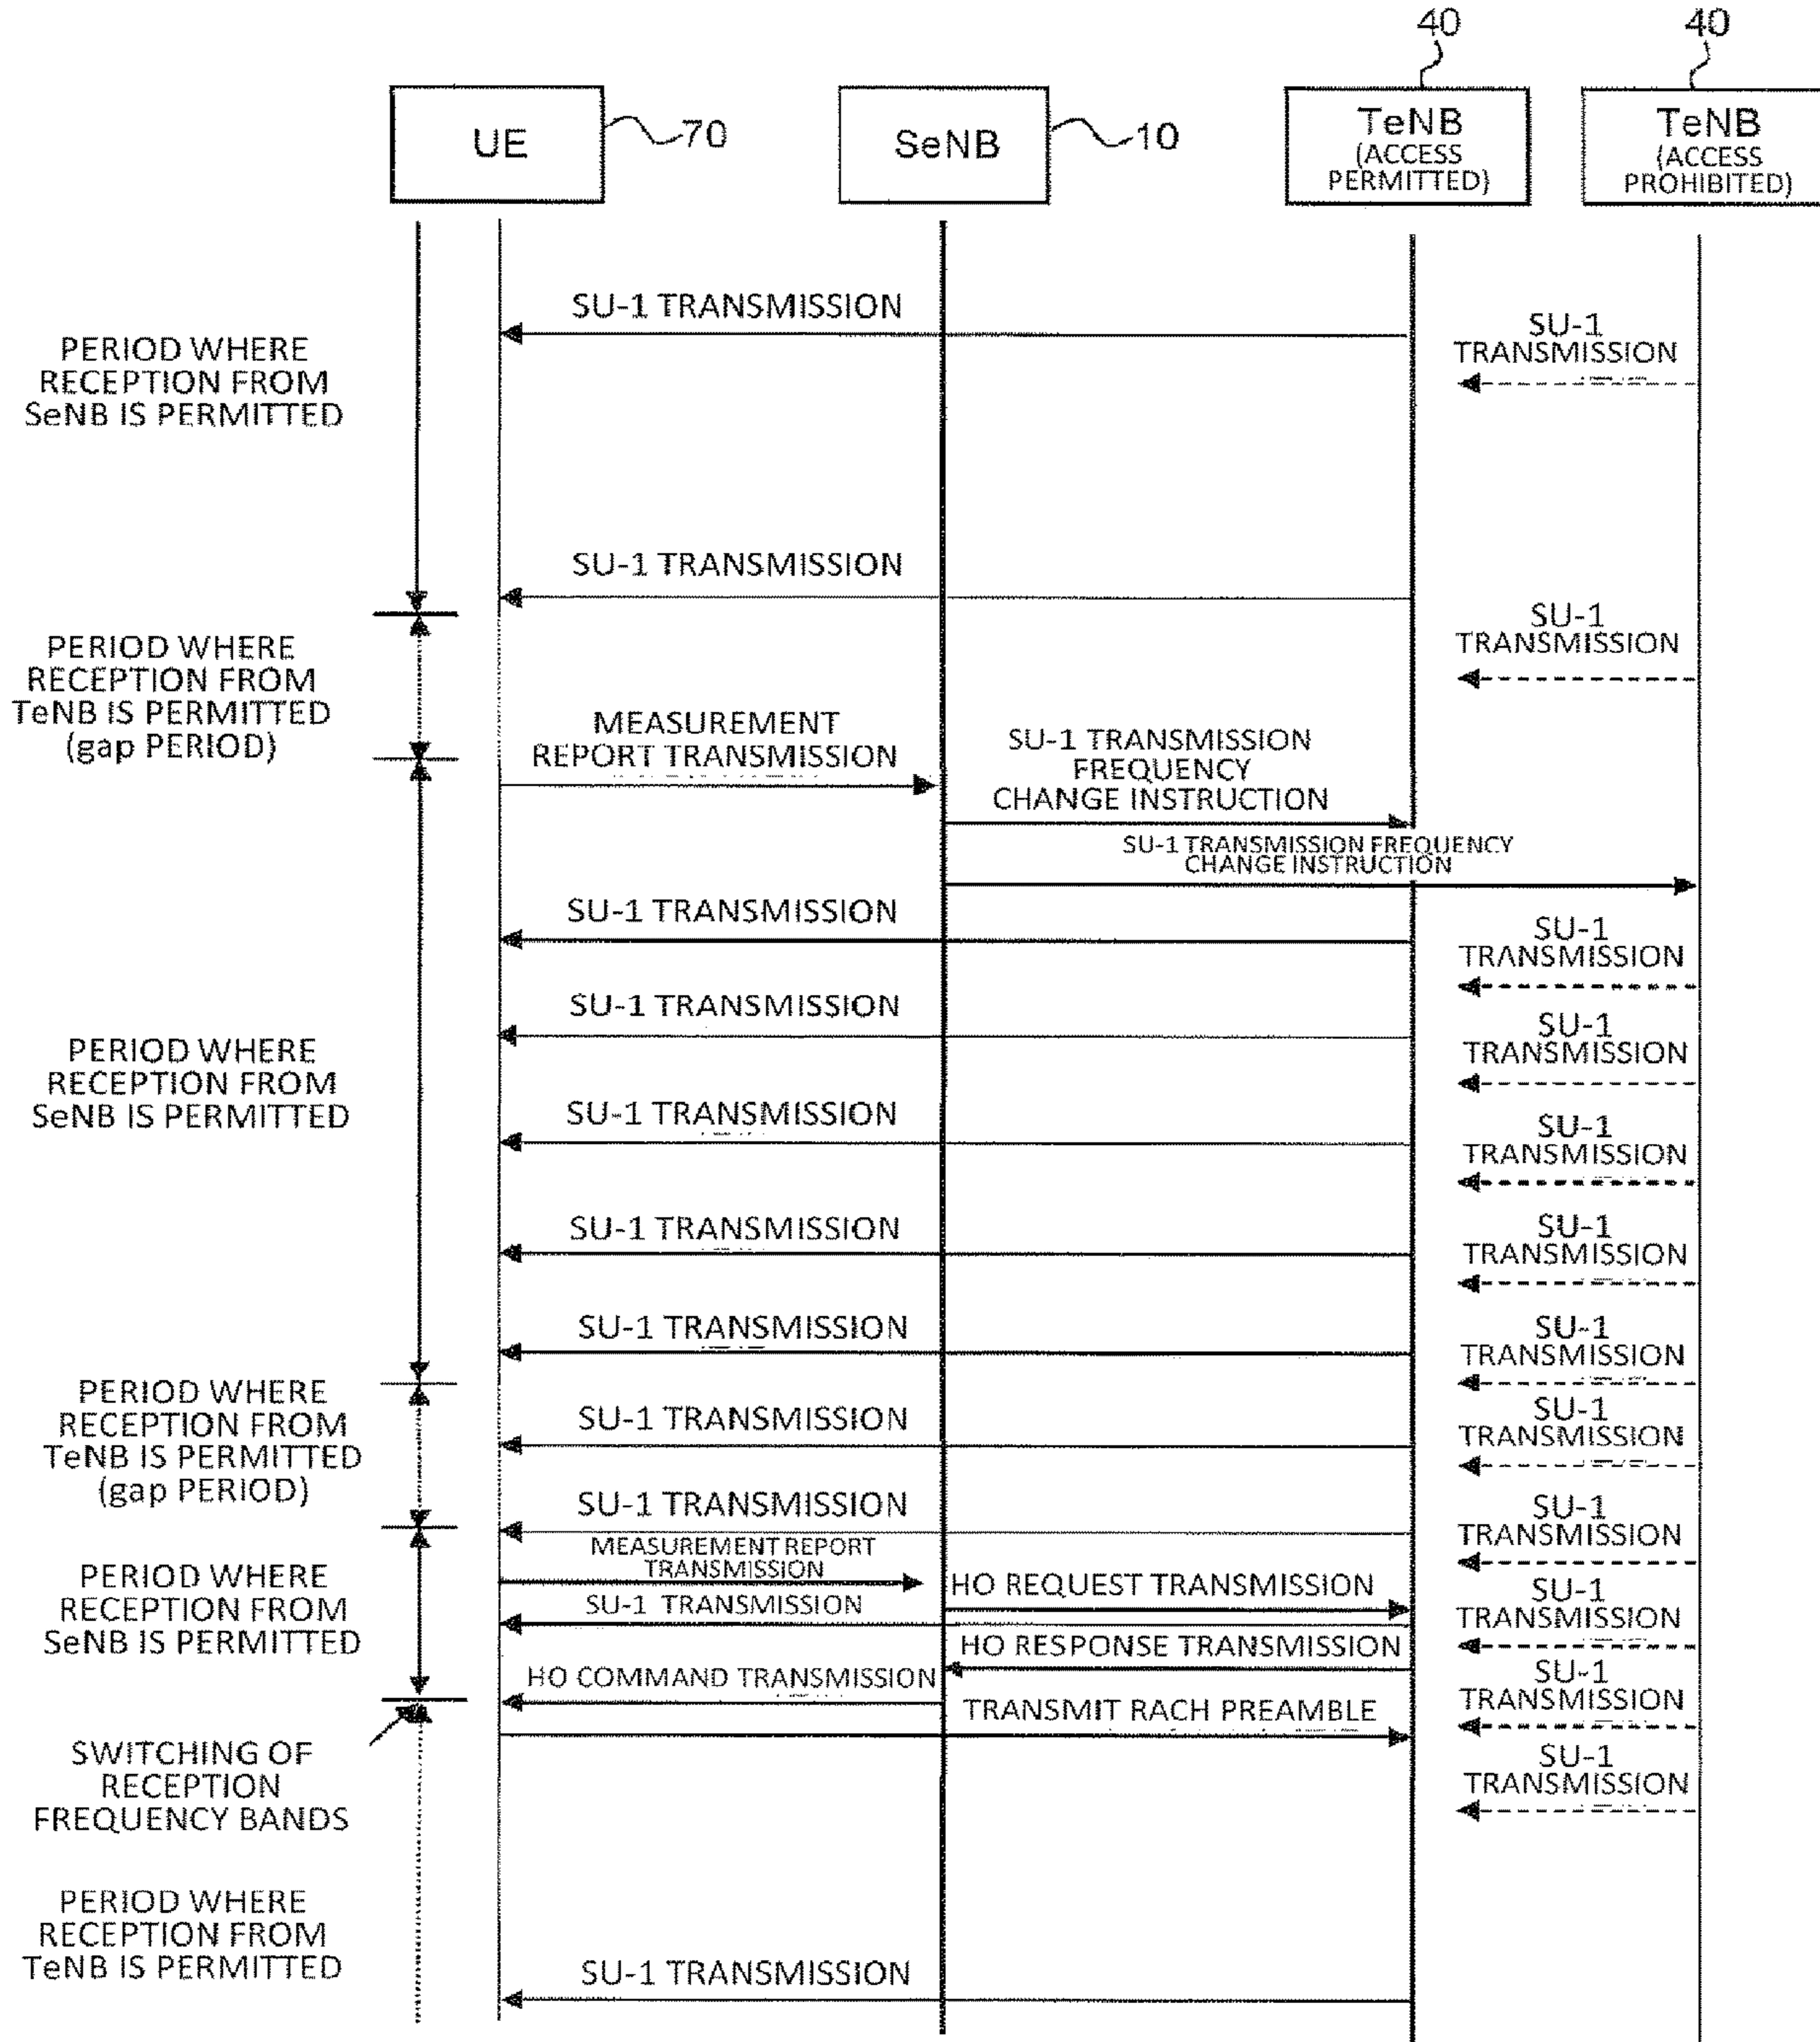 40
40
UE
70
SeNB
10
TeNB
(ACCESS
PERMITTED)
TeNB
(ACCESS
PROHIBITED)
SU-1 TRANSMISSION
SU-1
TRANSMISSION
PERIOD WHERE
RECEPTION FROM
SeNB IS PERMITTED
SU-1 TRANSMISSION
SU-1
TRANSMISSION
PERIOD WHERE
RECEPTION FROM
TeNB IS PERMITTED
(gap PERIOD)
MEASUREMENT
REPORT TRANSMISSION
SU-1 TRANSMISSION
FREQUENCY
CHANGE INSTRUCTION
SU-1 TRANSMISSION FREQUENCY
CHANGE INSTRUCTION
SU-1 TRANSMISSION
SU-1
TRANSMISSION
SU-1 TRANSMISSION
SU-1
TRANSMISSION
PERIOD WHERE
RECEPTION FROM
SeNB IS PERMITTED
SU-1 TRANSMISSION
SU-1
TRANSMISSION
SU-1 TRANSMISSION
SU-1
TRANSMISSION
SU-1 TRANSMISSION
SU-1
TRANSMISSION
PERIOD WHERE
RECEPTION FROM
TeNB IS PERMITTED
(gap PERIOD)
SU-1 TRANSMISSION
SU-1
TRANSMISSION
SU-1 TRANSMISSION
SU-1
TRANSMISSION
MEASUREMENT REPORT
TRANSMISSION
HO REQUEST TRANSMISSION
PERIOD WHERE
RECEPTION FROM
SeNB IS PERMITTED
SU-1 TRANSMISSION
SU-1
TRANSMISSION
HO RESPONSE TRANSMISSION
HO COMMAND TRANSMISSION
SU-1
TRANSMISSION
TRANSMIT RACH PREAMBLE
SWITCHING OF
RECEPTION
FREQUENCY BANDS
SU-1
TRANSMISSION
PERIOD WHERE
RECEPTION FROM
TeNB IS PERMITTED
SU-1 TRANSMISSION